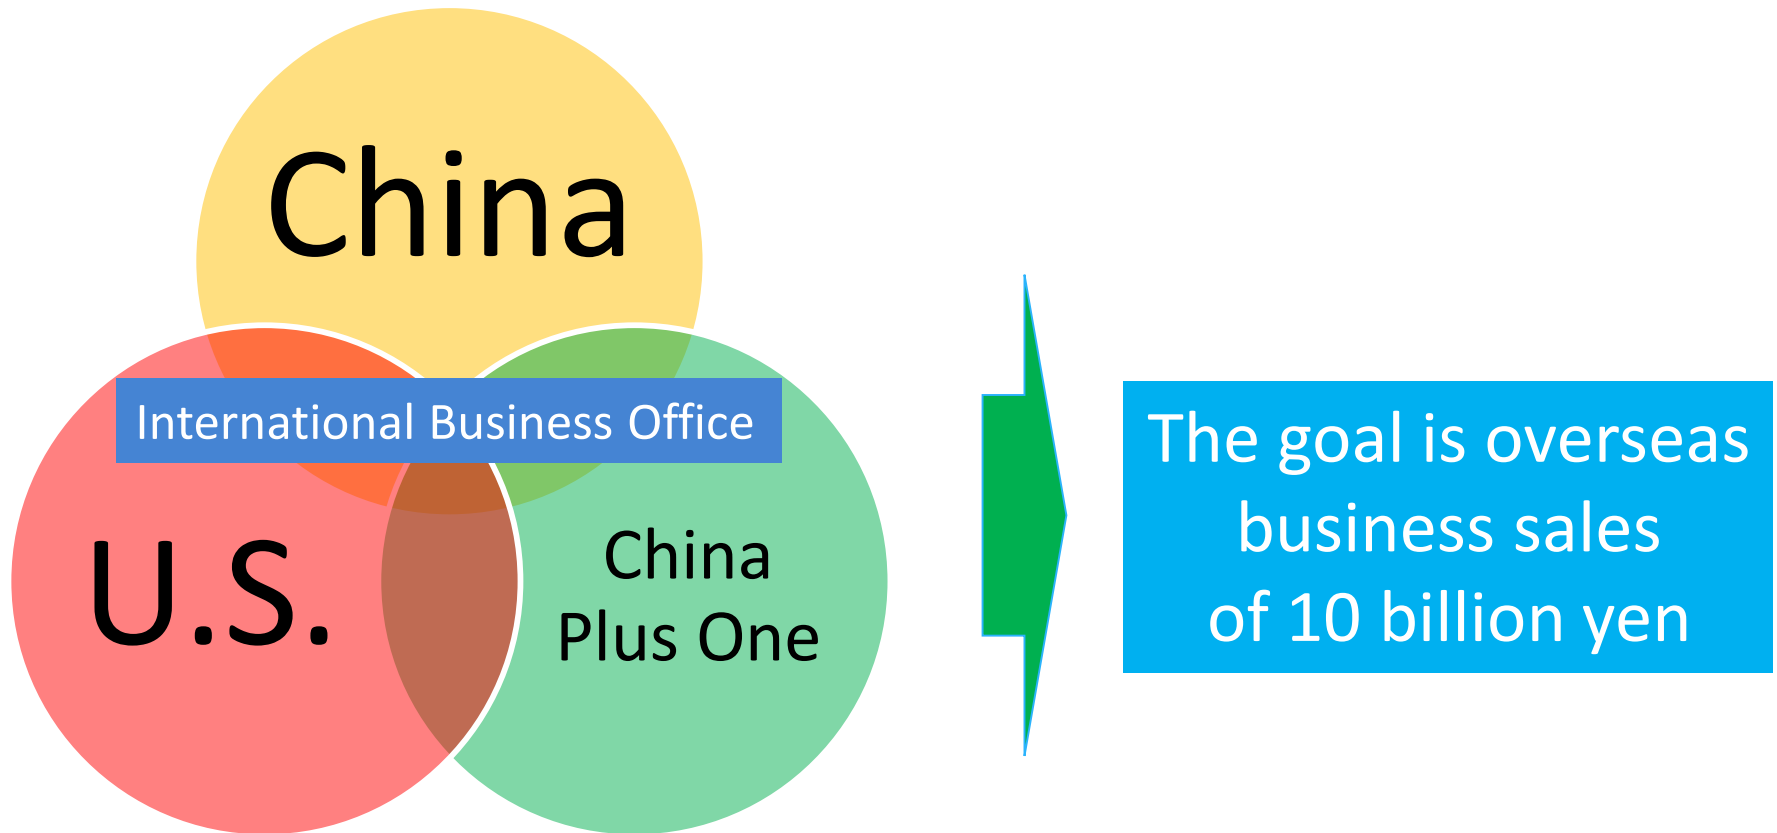 China
International Business Office
U.S.
China
Plus One
The goal is overseas
business sales
of 10 billion yen